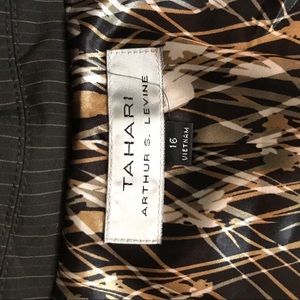 TAHARI
ARTHUR S. LEVINE
16
VIETNAM